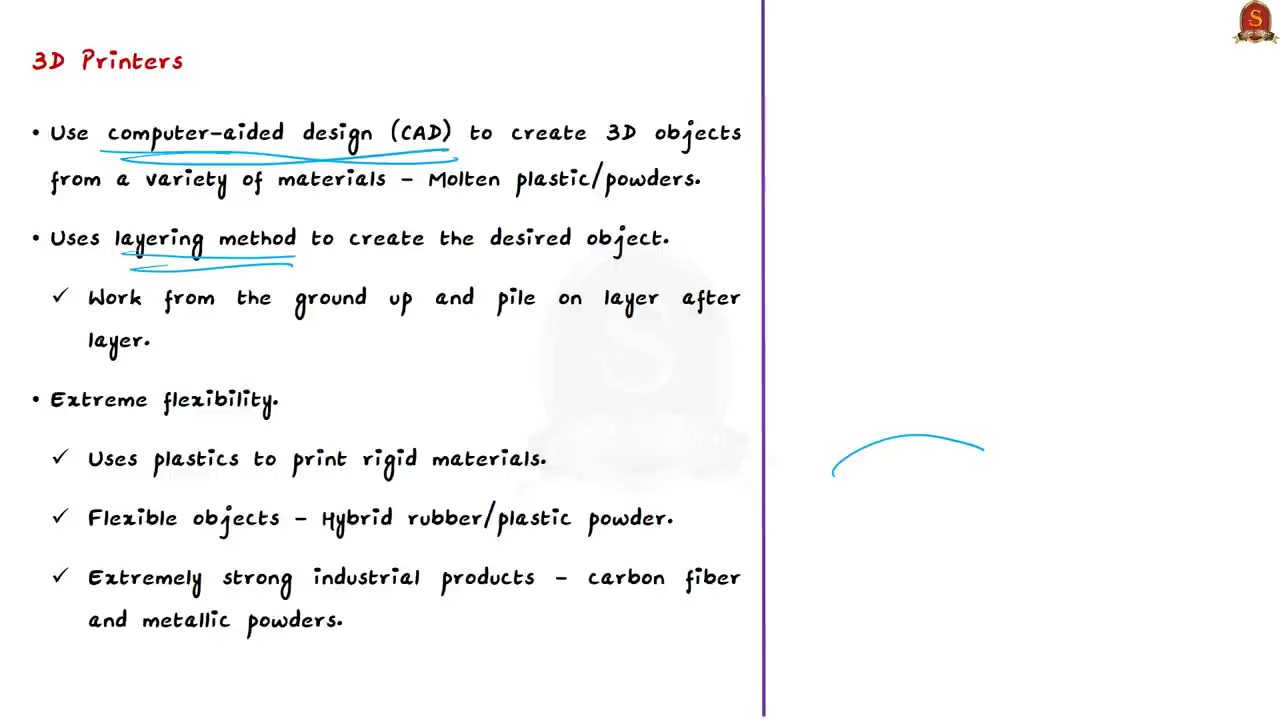 3D Printers
• Use computer-aided design (CAD) to create 3D objects
from a variety of materials – Molten plastic/powders.
• Uses layering method to create the desired object.
✓ Work from the ground up and pile on layer after
layer.
• Extreme flexibility.
✓ Uses plastics to print rigid materials.
✓ Flexible objects – Hybrid rubber/plastic powder.
✓ Extremely strong industrial products – carbon fiber
and metallic powders.
S
S